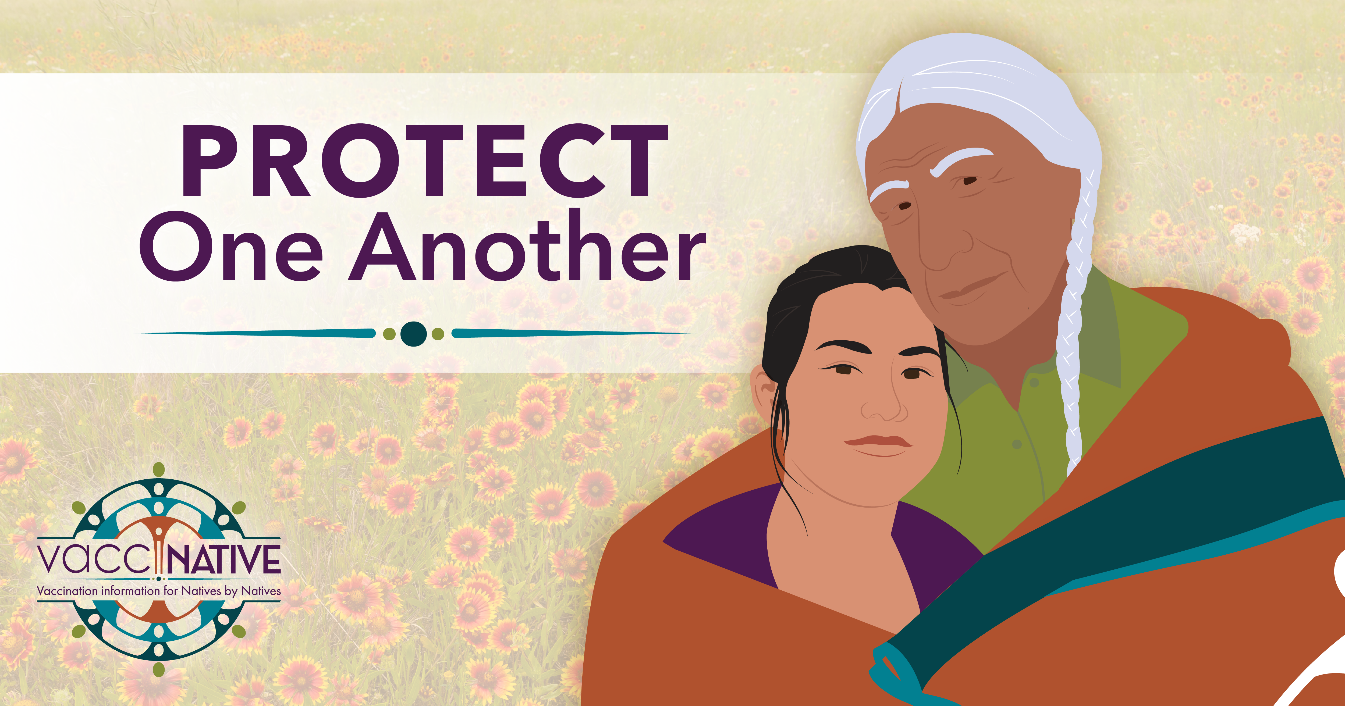 PROTECT
One Another
vacciNATIVE
Vaccination information for Natives by Natives